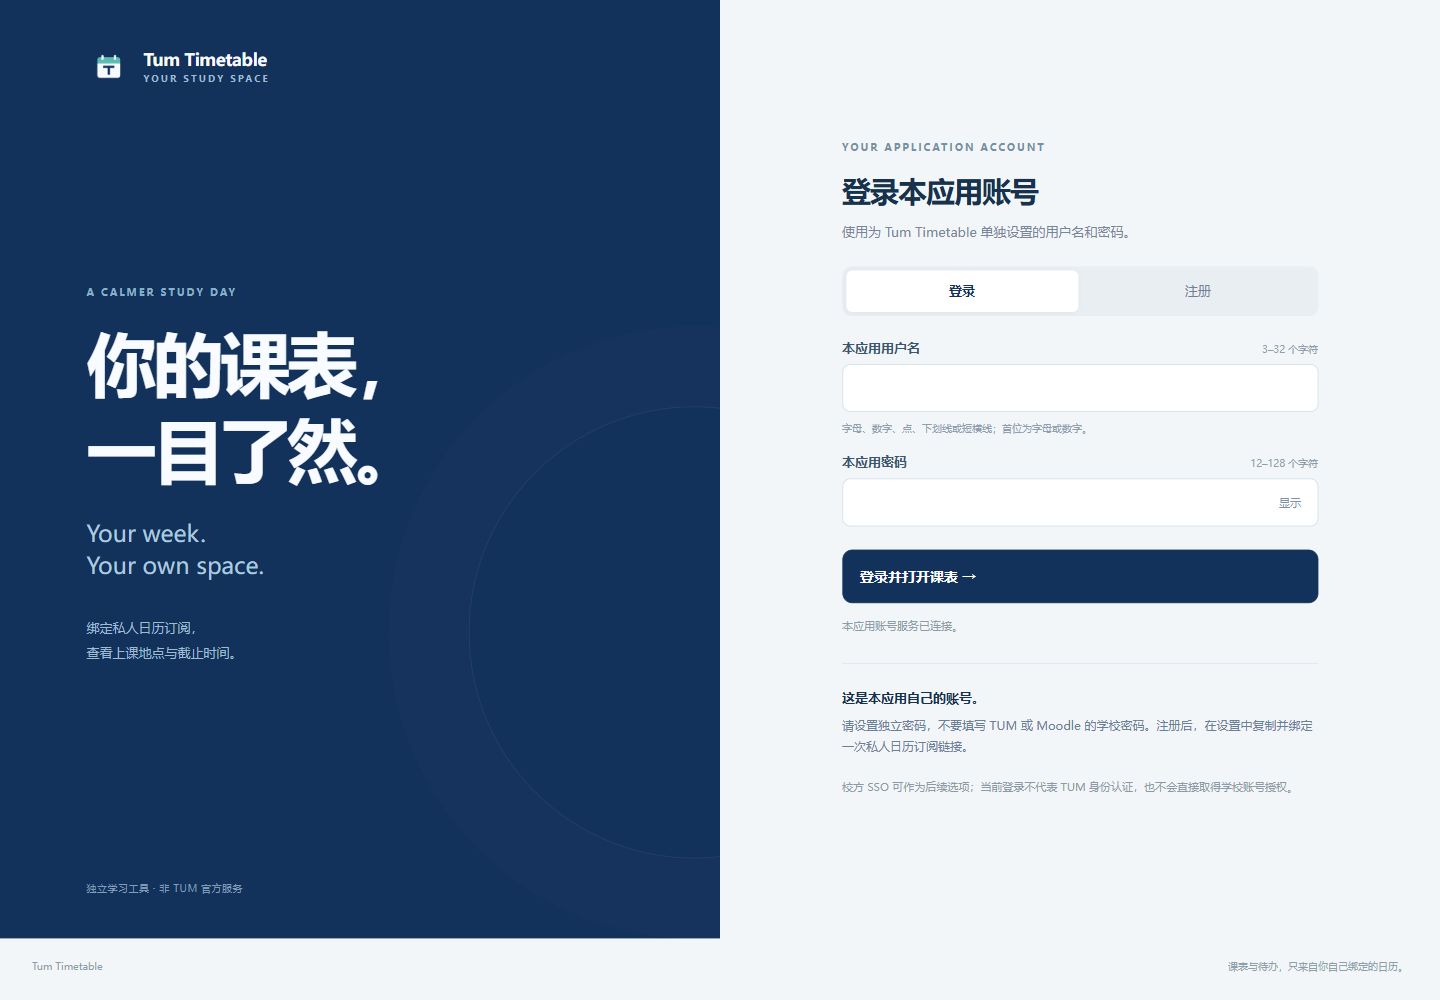 Tum Timetable
YOUR STUDY SPACE
A CALMER STUDY DAY
你的课表，
一目了然。
Your week.
Your own space.
绑定私人日历订阅，
查看上课地点与截止时间。
独立学习工具 · 非 TUM 官方服务
YOUR APPLICATION ACCOUNT
登录本应用账号
使用为 Tum Timetable 单独设置的用户名和密码。
登录 注册
本应用用户名 3–32 个字符
字母、数字、点、下划线或短横线；首位为字母或数字。
本应用密码 12–128 个字符
显示
登录并打开课表 →
本应用账号服务已连接。
这是本应用自己的账号。
请设置独立密码，不要填写 TUM 或 Moodle 的学校密码。注册后，在设置中复制并绑定
一次私人日历订阅链接。
校方 SSO 可作为后续选项；当前登录不代表 TUM 身份认证，也不会直接取得学校账号授权。
Tum Timetable
课表与待办，只来自你自己绑定的日历。